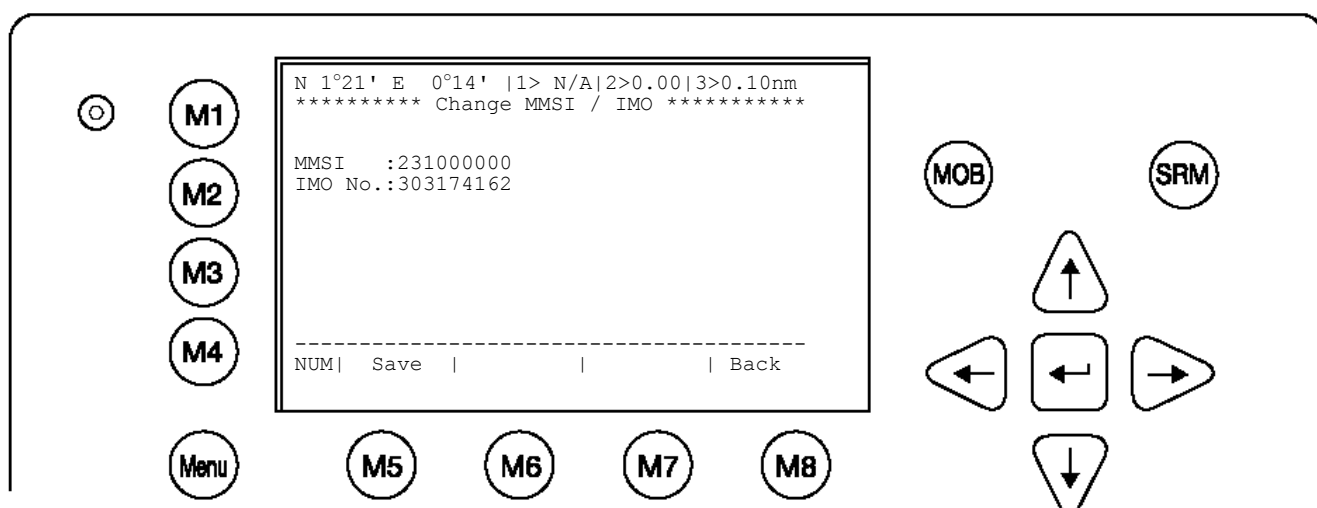 N 1°21' E  0°14' |1> N/A|2>0.00|3>0.10nm
********** Change MMSI / IMO ***********
M1
MMSI   :231000000
MOB
SRM
IMO No.:303174162
M2
M3
M4
----------------------------------------
NUM|  Save  |         |         | Back
Menu
M5
M6
M7
M8